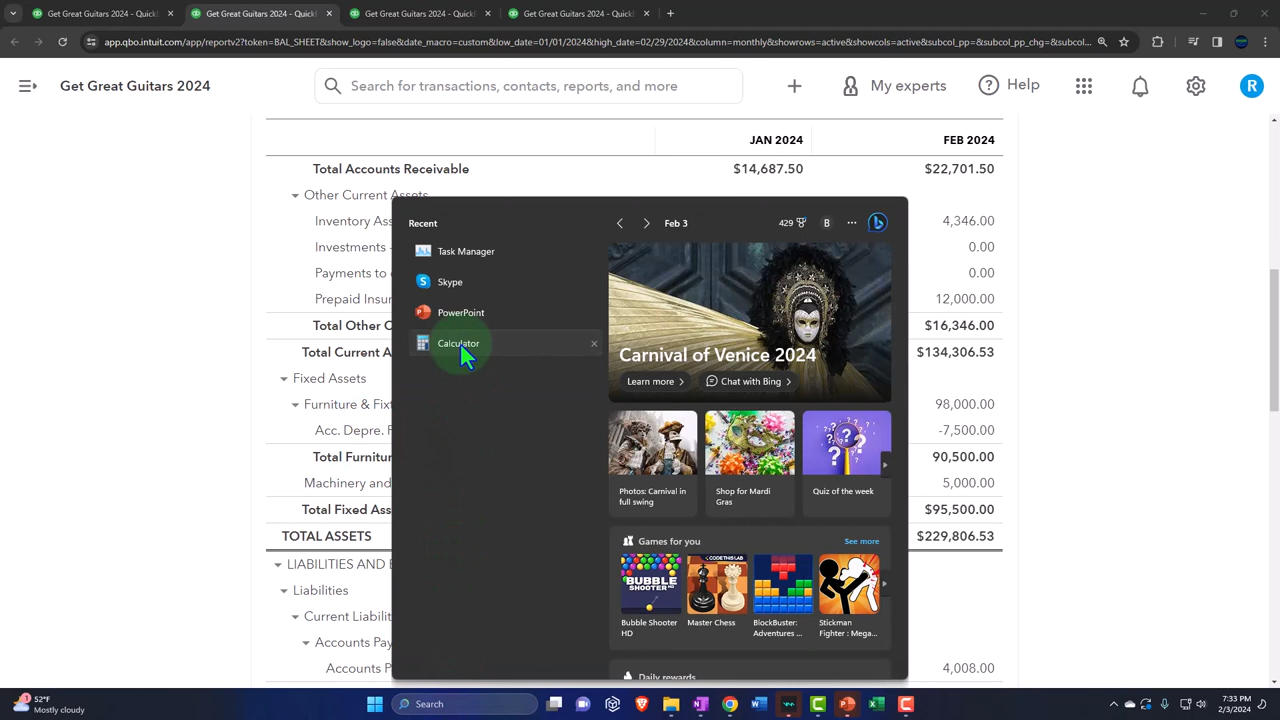 Get Great Guitars 2024 - Quick
Get Great Guitars 2024 - Quick
Get Great Guitars 2024 - Quick
Get Great Guitars 2024 - Quick
app.qbo.intuit.com/app/reportv2?token=BAL_SHEET&show_logo=false&date_macro=custom&low_date=01/01/2024&high_date=02/29/2024&column=monthly&showrows=active&showcols=active&subcol_pp=&subcol_pp_chg=&subcol...
Get Great Guitars 2024
Search for transactions, contacts, reports, and more
My experts
Help
R
JAN 2024 FEB 2024
Total Accounts Receivable $14,687.50 $22,701.50
Other Current Assets
Inventory Ass 4,346.00
Investments - 0.00
Payments to 0.00
Prepaid Insur 12,000.00
Total Other C $16,346.00
Total Current A $134,306.53
Fixed Assets
Furniture & Fix 98,000.00
Acc. Depre. F -7,500.00
Total Furnitur 90,500.00
Machinery and 5,000.00
Total Fixed Ass $95,500.00
TOTAL ASSETS $229,806.53
LIABILITIES AND E
Liabilities
Current Liabilit
Accounts Pay
Accounts P 4,008.00
Recent
Task Manager
Skype
PowerPoint
Calculator
Feb 3
429
B
Carnival of Venice 2024
Learn more
Chat with Bing
Photos: Carnival in
full swing
Shop for Mardi
Gras
Quiz of the week
Games for you
See more
BUBBLE
SHOOTER
CODETHISLAB
Bubble Shooter
HD
Master Chess
BlockBuster:
Adventures ...
Stickman
Fighter : Mega...
Daily rewards
1
52°F
Mostly cloudy
Search
7:33 PM
2/3/2024